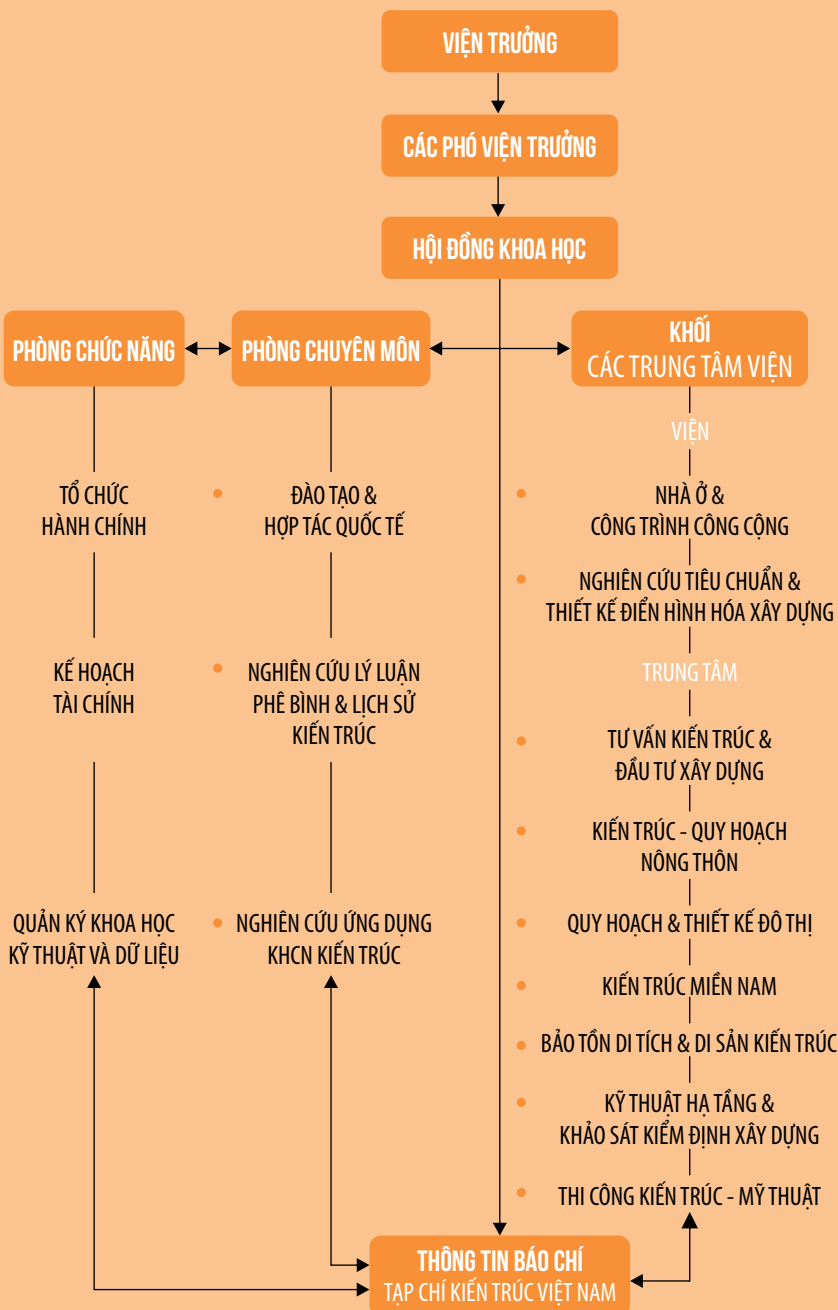 VIỆN TRƯỞNG
CÁC PHÓ VIỆN TRƯỞNG
HỘI ĐỒNG KHOA HỌC
PHÒNG CHỨC NĂNG
TỔ CHỨC
HÀNH CHÍNH
KẾ HOẠCH
TÀI CHÍNH
QUẢN KÝ KHOA HỌC
KỸ THUẬT VÀ DỮ LIỆU
PHÒNG CHUYÊN MÔN
ĐÀO TẠO &
HỢP TÁC QUỐC TẾ
NGHIÊN CỨU LÝ LUẬN
PHÊ BÌNH & LỊCH SỬ
KIẾN TRÚC
NGHIÊN CỨU ỨNG DỤNG
KHCN KIẾN TRÚC
KHỐI
CÁC TRUNG TÂM VIỆN
VIỆN
NHÀ Ở &
CÔNG TRÌNH CÔNG CỘNG
NGHIÊN CỨU TIÊU CHUẨN &
THIẾT KẾ ĐIỂN HÌNH HÓA XÂY DỰNG
TRUNG TÂM
TƯ VẤN KIẾN TRÚC &
ĐẦU TƯ XÂY DỰNG
KIẾN TRÚC - QUY HOẠCH
NÔNG THÔN
QUY HOẠCH & THIẾT KẾ ĐÔ THỊ
KIẾN TRÚC MIỀN NAM
BẢO TỒN DI TÍCH & DI SẢN KIẾN TRÚC
KỸ THUẬT HẠ TẦNG &
KHẢO SÁT KIỂM ĐỊNH XÂY DỰNG
THI CÔNG KIẾN TRÚC - MỸ THUẬT
THÔNG TIN BÁO CHÍ
TẠP CHÍ KIẾN TRÚC VIỆT NAM